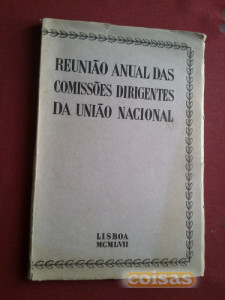 REUNIÃO ANUAL DAS
COMISSÕES DIRIGENTES
DA UNIÃO NACIONAL
LISBOA
MCMLVII
coisas